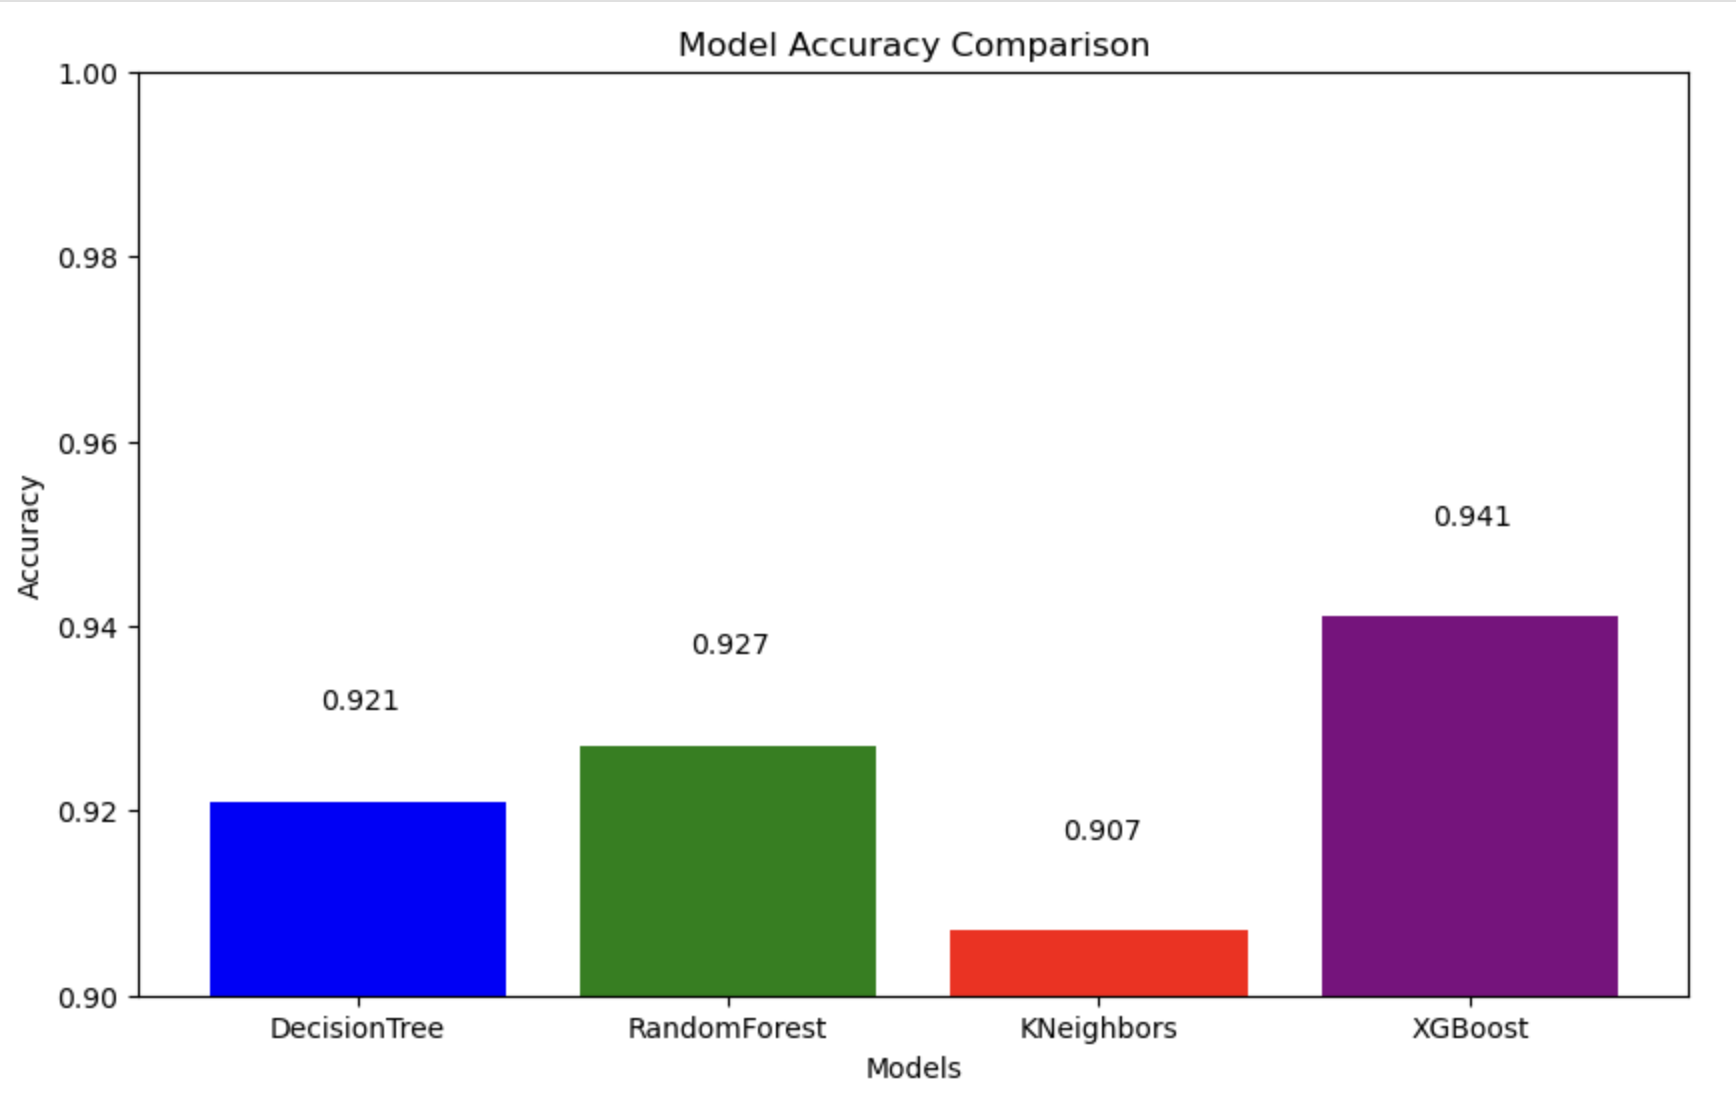 Model Accuracy Comparison
1.00
0.98
0.96
0.94
0.92
0.90
Accuracy
0.921
0.927
0.907
0.941
DecisionTree
RandomForest
KNeighbors
XGBoost
Models